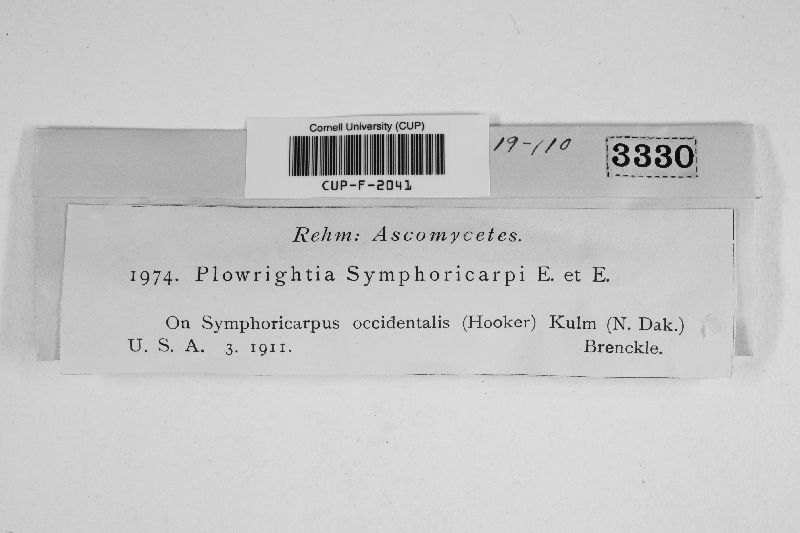 Cornell University (CUP)
CUP-F-2041
19-110
3330
Rehm: Ascomycetes.
1974. Plowrightia Symphoricarpi E. et E.
On Symphoricarpus occidentalis (Hooker) Kulm (N. Dak.)
U. S. A. 3. 1911. Brenckle.